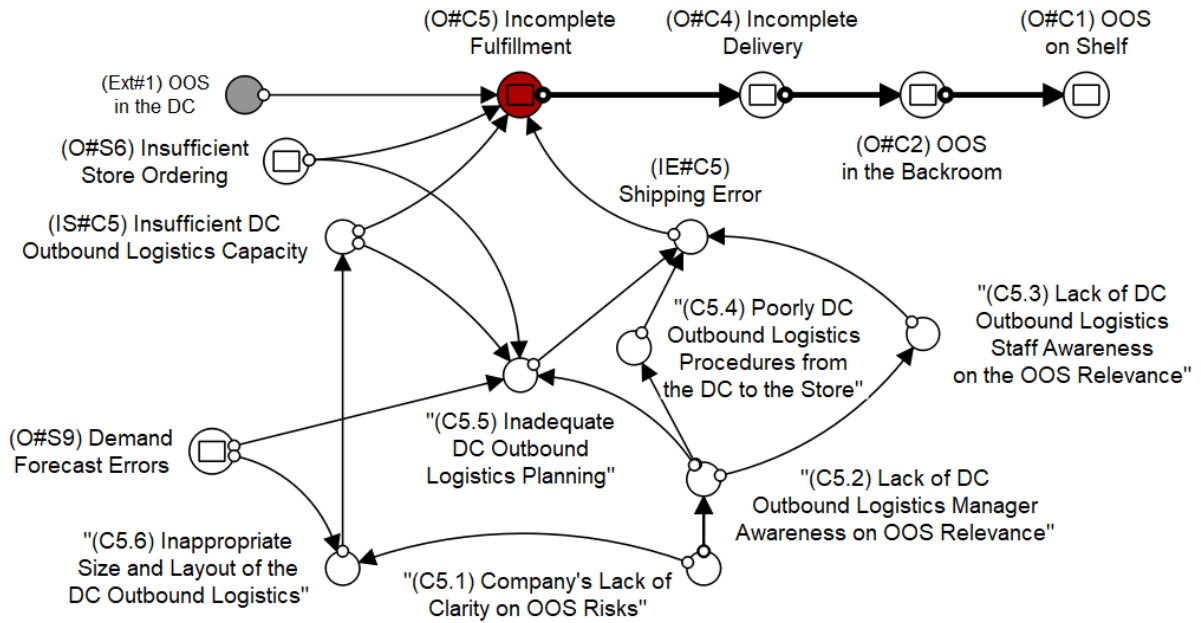 (O#C5) Incomplete
Fulfillment
(O#C4) Incomplete
Delivery
(O#C1) OOS
on Shelf
(Ext#1) OOS
in the DC
(O#S6) Insufficient
Store Ordering
(O#C2) OOS
in the Backroom
(IE#C5)
Shipping Error
(IS#C5) Insufficient DC
Outbound Logistics Capacity
"(C5.4) Poorly DC
Outbound Logistics
Procedures from
the DC to the Store"
"(C5.3) Lack of DC
Outbound Logistics
Staff Awareness
on the OOS Relevance"
(O#S9) Demand
Forecast Errors
"(C5.5) Inadequate
DC Outbound
Logistics Planning"
"(C5.2) Lack of DC
Outbound Logistics Manager
Awareness on OOS Relevance"
"(C5.6) Inappropriate
Size and Layout of the
DC Outbound Logistics"
"(C5.1) Company's Lack of
Clarity on OOS Risks"